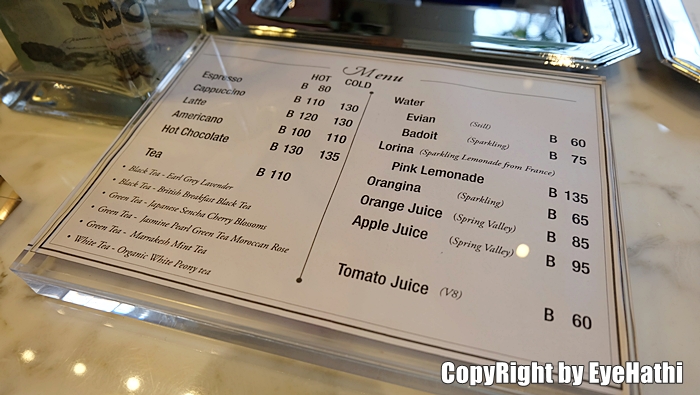 Menu
HOT COLD
Espresso B 80
Cappuccino B 110 130
Latte B 120 130
Americano B 100 110
Hot Chocolate B 130 135
Tea B 110
• Black Tea - Earl Grey Lavender
• Black Tea - British Breakfast Black Tea
• Green Tea - Japanese Sencha Cherry Blossoms
• Green Tea - Jasmine Pearl Green Tea Moroccan Rose
• Green Tea - Marrakesh Mint Tea
• White Tea - Organic White Peony tea
Water
Evian (Still) B 60
Badoit (Sparkling) B 75
Lorina (Sparkling Lemonade from France)
Pink Lemonade B 135
Orangina (Sparkling) B 65
Orange Juice (Spring Valley) B 85
Apple Juice (Spring Valley) B 95
Tomato Juice (V8) B 60
CopyRight by EyeHathi